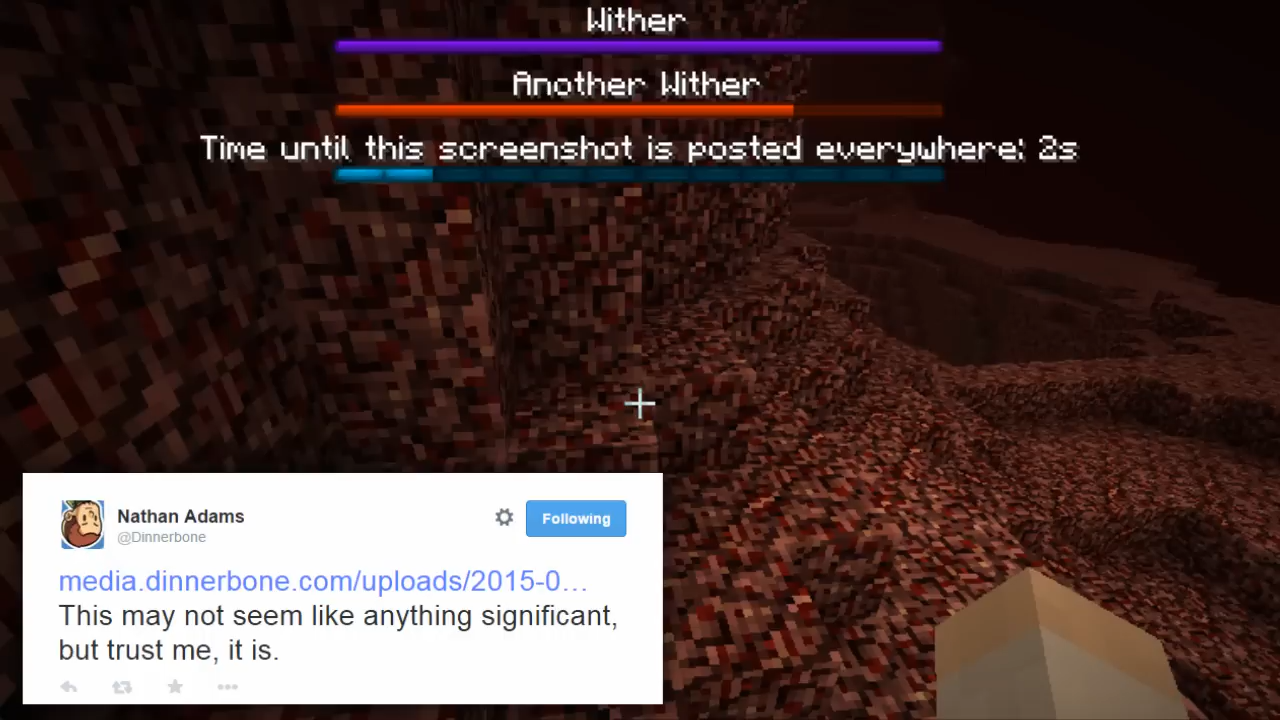 Wither
Another Wither
Time until this screenshot is posted everywhere: 2s
Nathan Adams
@Dinnerbone
Following
media.dinnerbone.com/uploads/2015-0...
This may not seem like anything significant,
but trust me, it is.